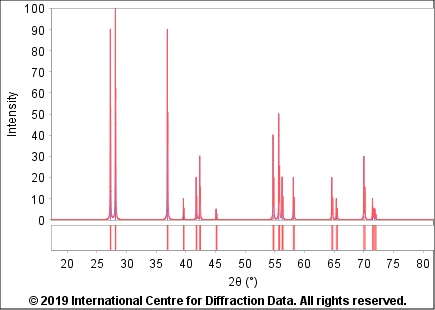 Intensity
100
90
80
70
60
50
40
30
20
10
0
20 25 30 35 40 45 50 55 60 65 70 75 80
2θ (°)
© 2019 International Centre for Diffraction Data. All rights reserved.